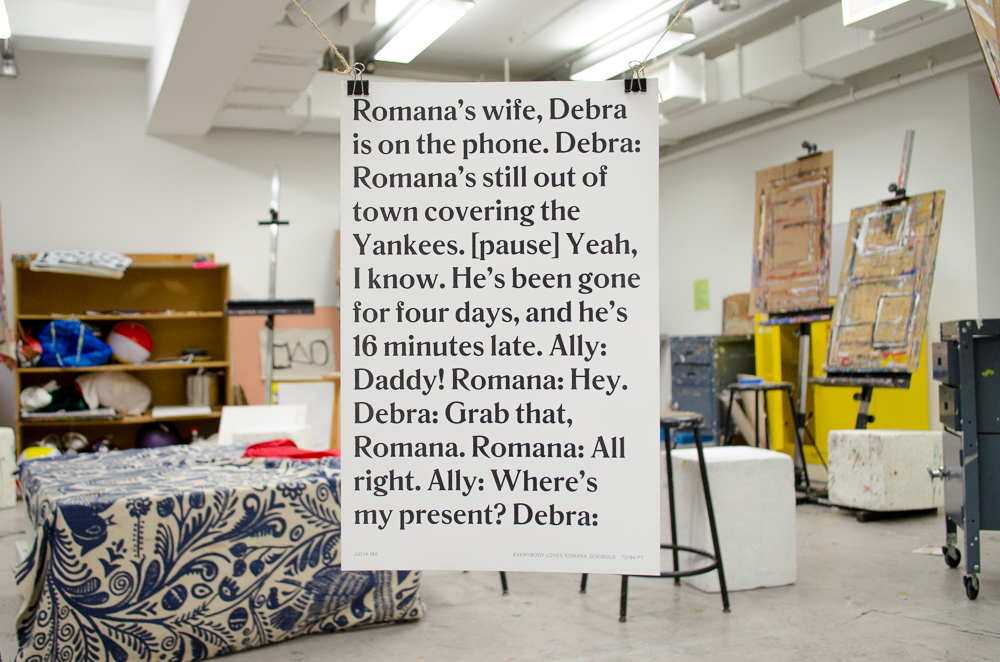 Romana's wife, Debra
is on the phone. Debra:
Romana's still out of
town covering the
Yankees. [pause] Yeah,
I know. He's been gone
for four days, and he's
16 minutes late. Ally:
Daddy! Romana: Hey.
Debra: Grab that,
Romana. Romana: All
right. Ally: Where's
my present? Debra:
JULIA MA
EVERYBODY LOVES ROMANA SEMIBOLD, 72/84 PT